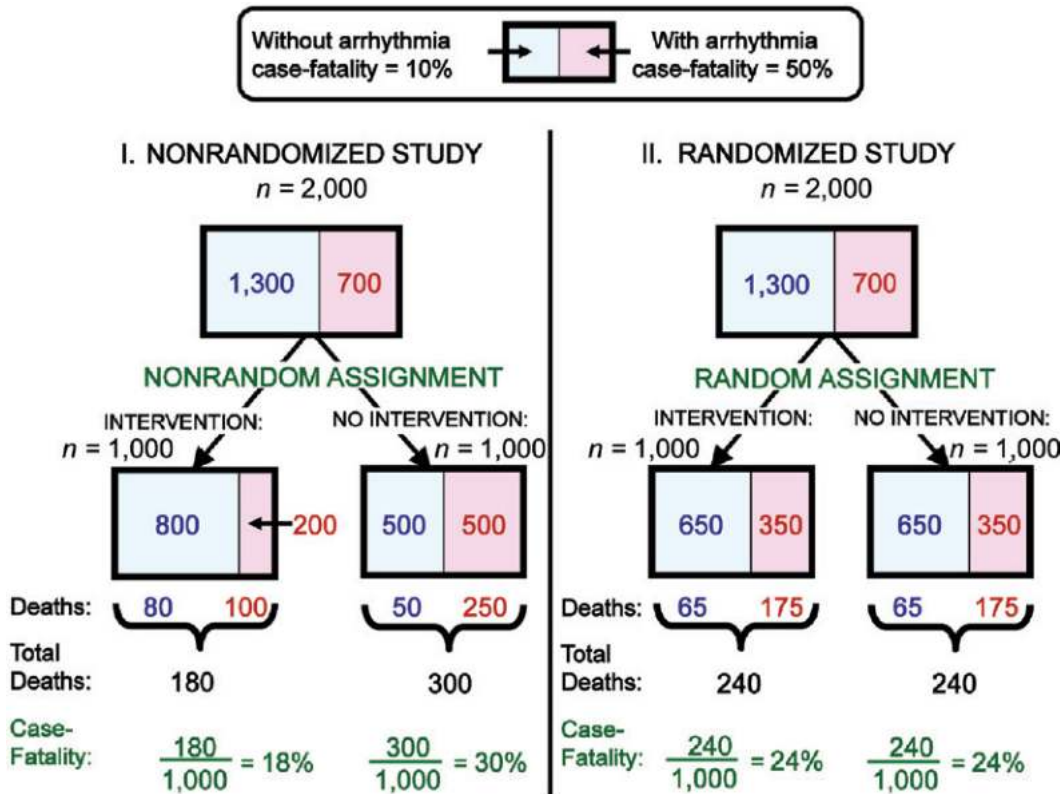 Without arrhythmia
case-fatality = 10%
With arrhythmia
case-fatality = 50%
I. NONRANDOMIZED STUDY
n = 2,000
1,300 700
NONRANDOM ASSIGNMENT
INTERVENTION:
n = 1,000
NO INTERVENTION:
n = 1,000
800 200
500 500
Deaths: 80 100 50 250
Total
Deaths: 180 300
Case-
Fatality: 180/1,000 = 18% 300/1,000 = 30%
II. RANDOMIZED STUDY
n = 2,000
1,300 700
RANDOM ASSIGNMENT
INTERVENTION:
n = 1,000
NO INTERVENTION:
n = 1,000
650 350
650 350
Deaths: 65 175 65 175
Total
Deaths: 240 240
Case-
Fatality: 240/1,000 = 24% 240/1,000 = 24%